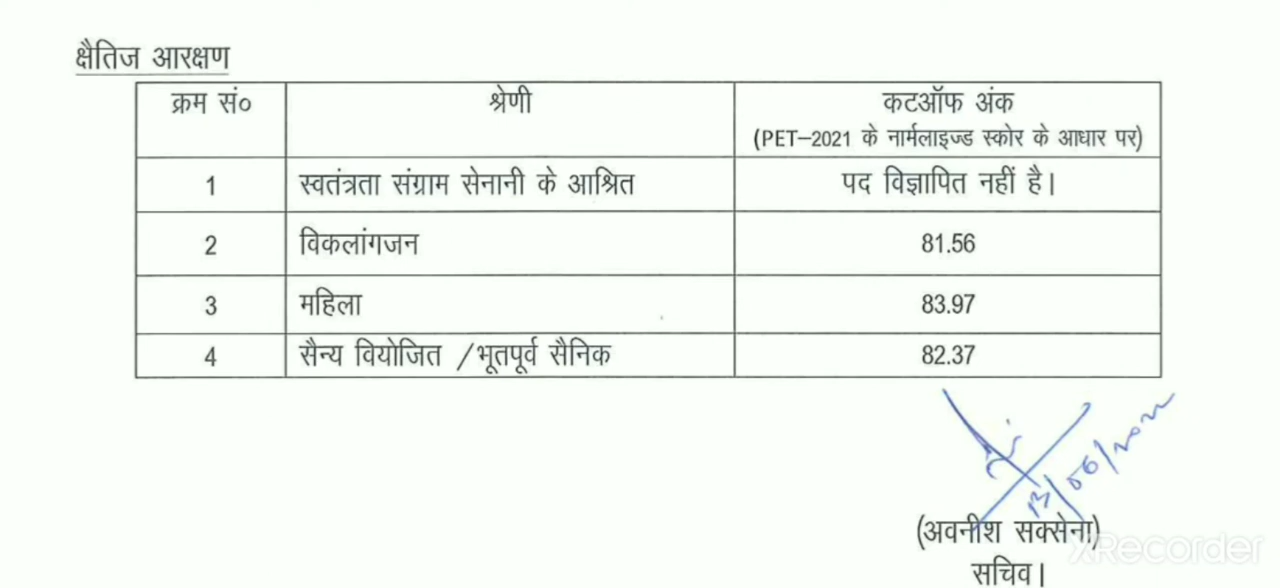 क्षैतिज आरक्षण
क्रम सं० श्रेणी कटऑफ अंक
(PET–2021 के नार्मलाइज्ड स्कोर के आधार पर)
1 स्वतंत्रता संग्राम सेनानी के आश्रित पद विज्ञापित नहीं है।
2 विकलांगजन 81.56
3 महिला 83.97
4 सैन्य वियोजित /भूतपूर्व सैनिक 82.37
(अवनीश सक्सेना)
XRecorder
सचिव।